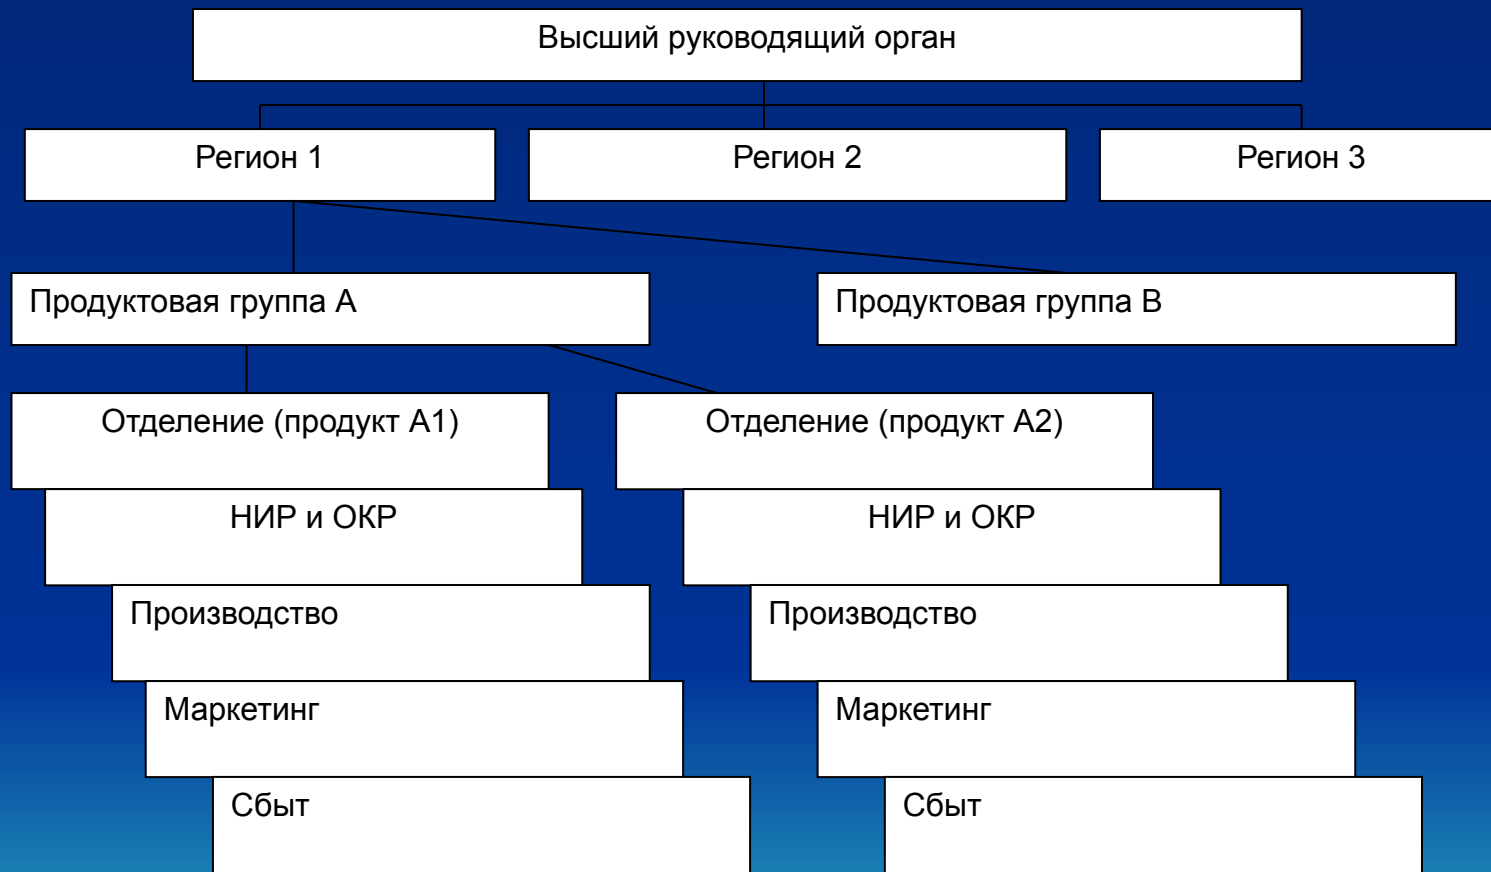 Высший руководящий орган
Регион 1
Регион 2
Регион 3
Продуктовая группа А
Продуктовая группа В
Отделение (продукт А1)
Отделение (продукт А2)
НИР и ОКР
НИР и ОКР
Производство
Производство
Маркетинг
Маркетинг
Сбыт
Сбыт